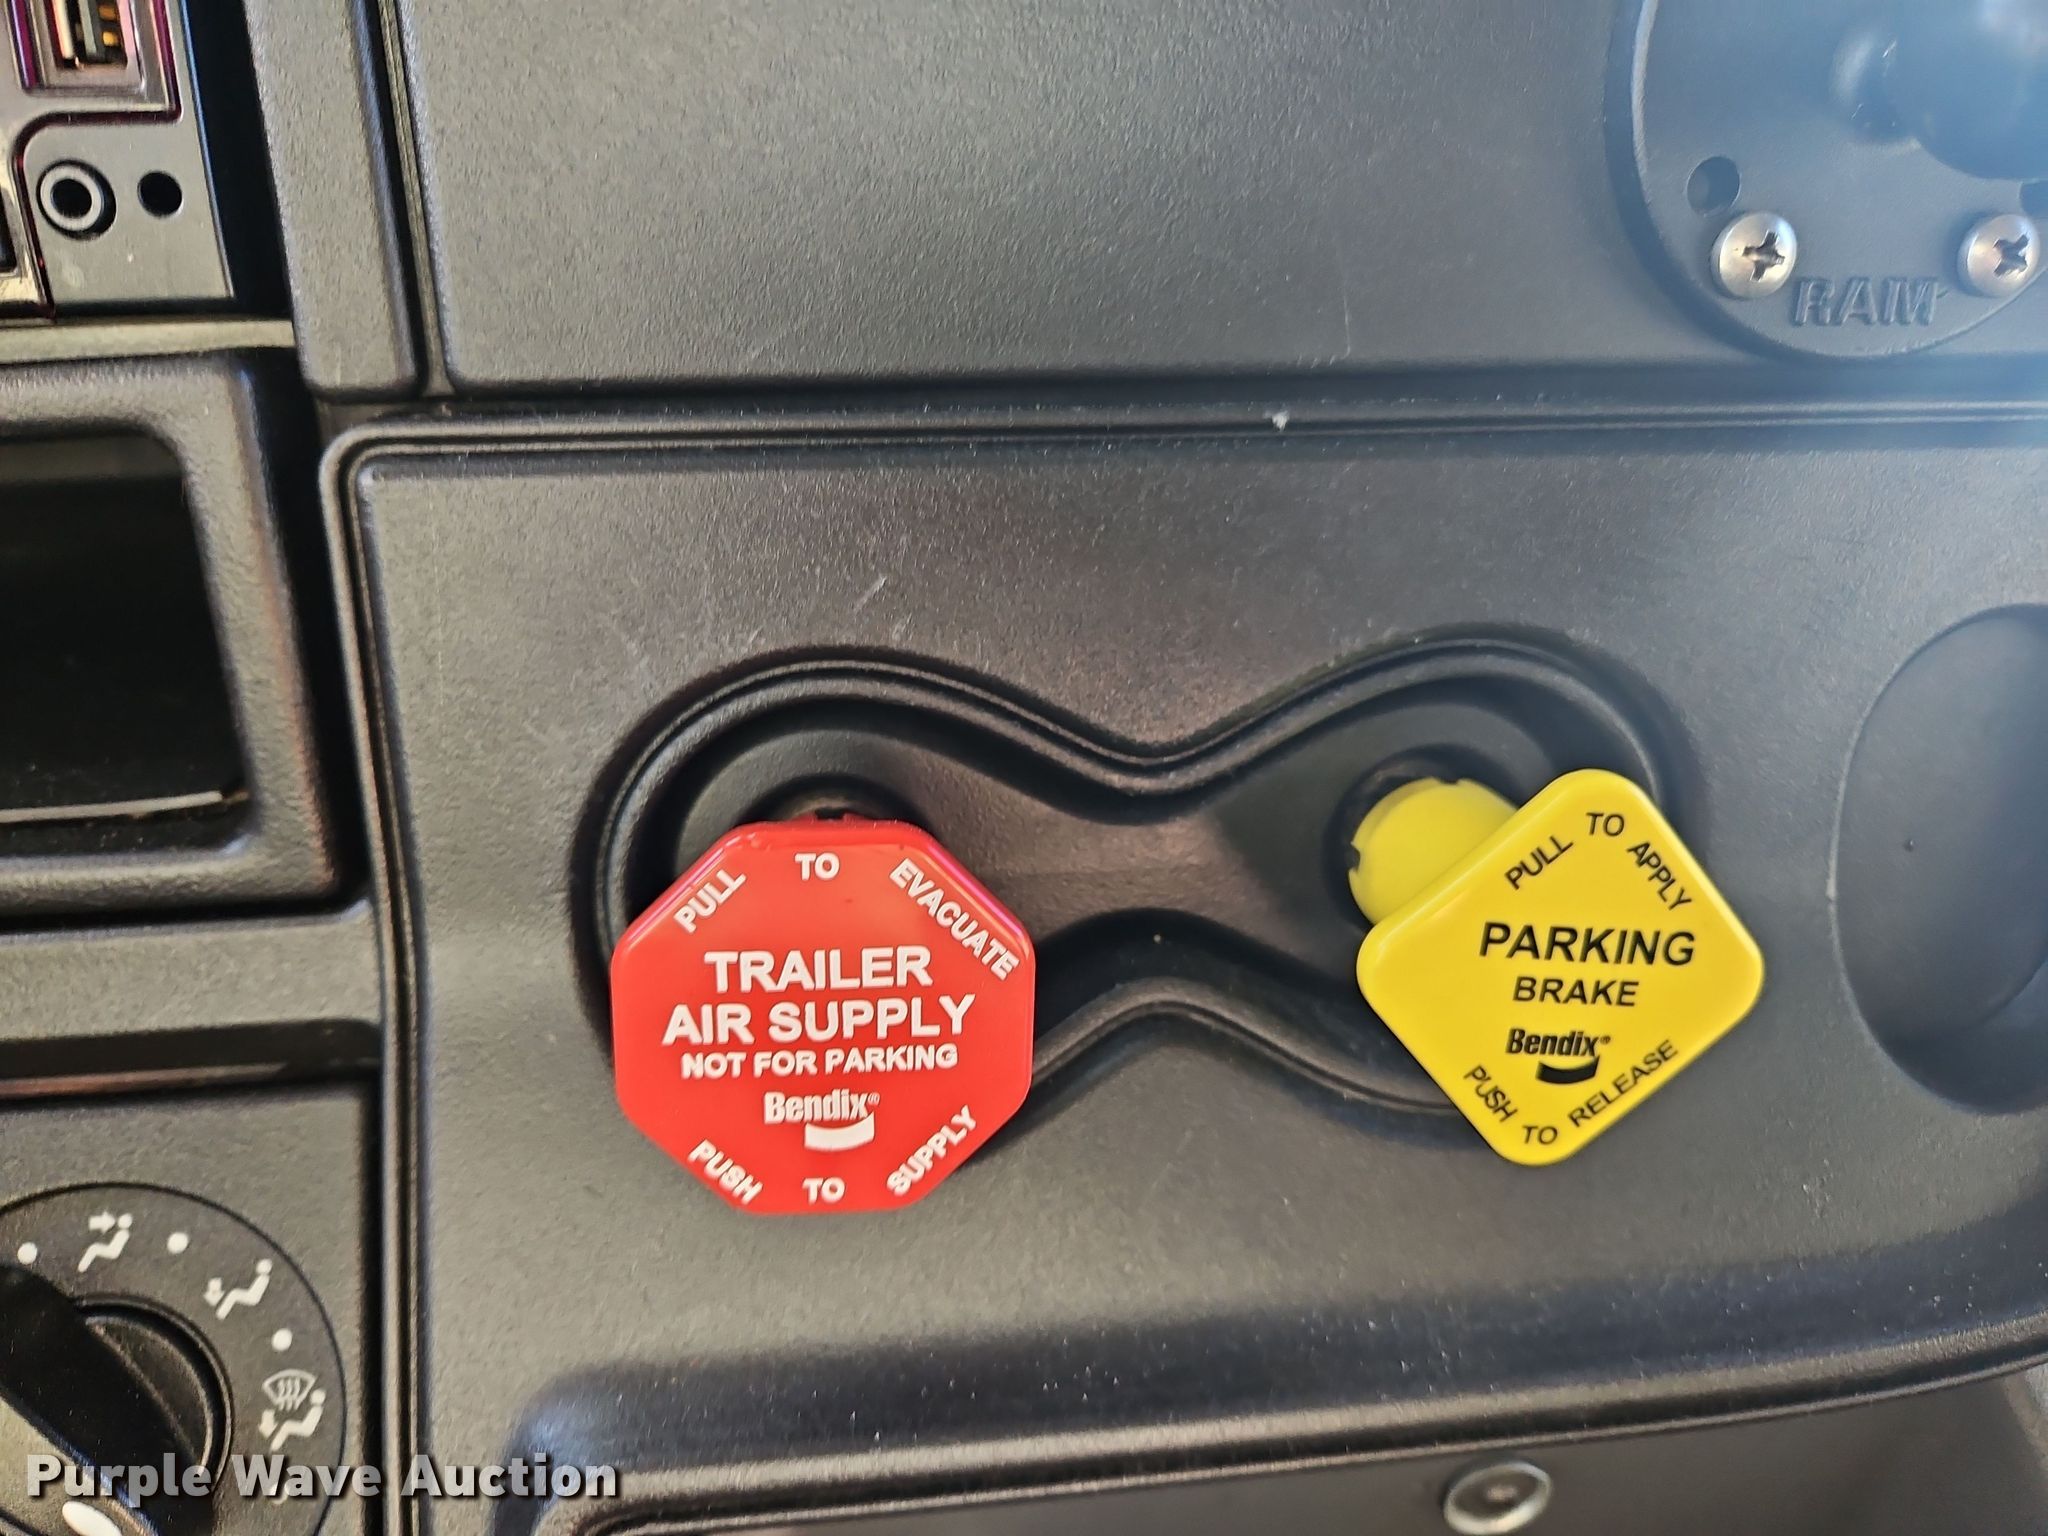 RAM
PULL TO EVACUATE
TRAILER
AIR SUPPLY
NOT FOR PARKING
Bendix®
PUSH TO SUPPLY
PULL TO APPLY
PARKING
BRAKE
Bendix®
PUSH TO RELEASE
Purple Wave Auction